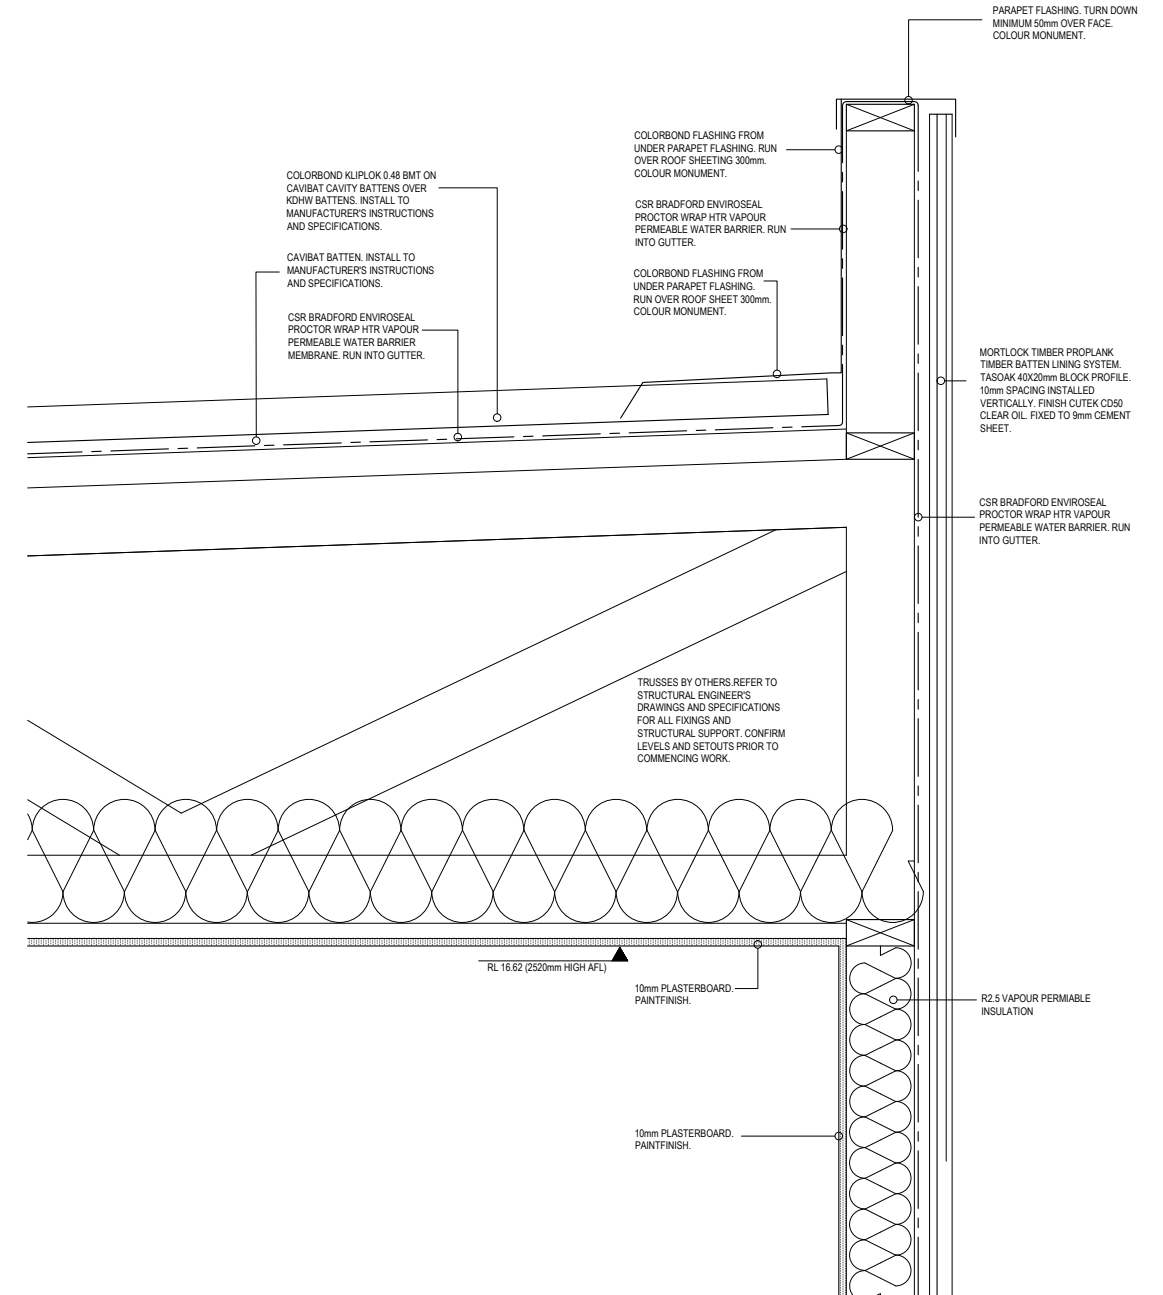 PARAPET FLASHING. TURN DOWN
MINIMUM 50mm OVER FACE.
COLOUR MONUMENT.
COLORBOND FLASHING FROM
UNDER PARAPET FLASHING. RUN
OVER ROOF SHEETING 300mm.
COLOUR MONUMENT.
COLORBOND KLIPLOK 0.48 BMT ON
CAVIBAT CAVITY BATTENS OVER
KDHW BATTENS. INSTALL TO
MANUFACTURER'S INSTRUCTIONS
AND SPECIFICATIONS.
CSR BRADFORD ENVIROSEAL
PROCTOR WRAP HTR VAPOUR
PERMEABLE WATER BARRIER. RUN
INTO GUTTER.
CAVIBAT BATTEN. INSTALL TO
MANUFACTURER'S INSTRUCTIONS
AND SPECIFICATIONS.
COLORBOND FLASHING FROM
UNDER PARAPET FLASHING.
RUN OVER ROOF SHEET 300mm.
COLOUR MONUMENT.
CSR BRADFORD ENVIROSEAL
PROCTOR WRAP HTR VAPOUR
PERMEABLE WATER BARRIER
MEMBRANE. RUN INTO GUTTER.
MORTLOCK TIMBER PROPLANK
TIMBER BATTEN LINING SYSTEM.
TASOAK 40X20mm BLOCK PROFILE.
10mm SPACING INSTALLED
VERTICALLY. FINISH CUTEK CD50
CLEAR OIL. FIXED TO 9mm CEMENT
SHEET.
CSR BRADFORD ENVIROSEAL
PROCTOR WRAP HTR VAPOUR
PERMEABLE WATER BARRIER. RUN
INTO GUTTER.
TRUSSES BY OTHERS.REFER TO
STRUCTURAL ENGINEER'S
DRAWINGS AND SPECIFICATIONS
FOR ALL FIXINGS AND
STRUCTURAL SUPPORT. CONFIRM
LEVELS AND SETOUTS PRIOR TO
COMMENCING WORK.
RL 16.62 (2520mm HIGH AFL)
10mm PLASTERBOARD.
PAINTFINISH.
R2.5 VAPOUR PERMIABLE
INSULATION
10mm PLASTERBOARD.
PAINTFINISH.